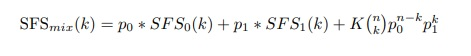 SFS_{mix}(k) = p_0 * SFS_0(k) + p_1 * SFS_1(k) + K\binom{n}{k} p_0^{n-k} p_1^k